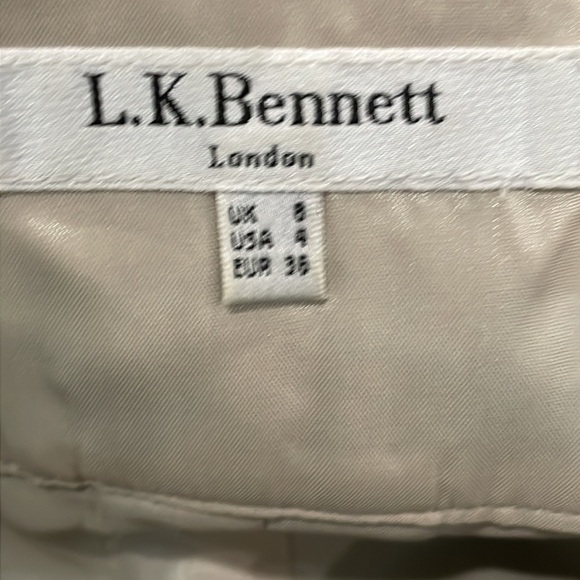 L.K.Bennett
London
UK 8
USA 4
EUR 36